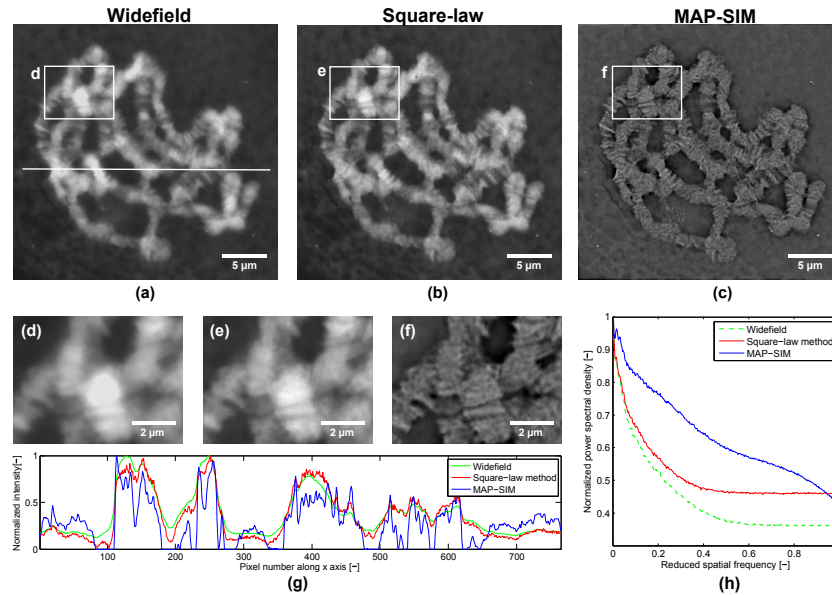 Widefield
Square-law
MAP-SIM
d
e
f
5 µm
5 µm
5 µm
(a)
(b)
(c)
(d)
(e)
(f)
2 µm
2 µm
2 µm
Normalized intensity[–]
1
0.5
0
Widefield
Square–law method
MAP–SIM
100 200 300 400 500 600 700
Pixel number along x axis [–]
(g)
Normalized power spectral density [–]
1
0.9
0.8
0.7
0.6
0.5
0.4
Widefield
Square–law method
MAP–SIM
0 0.2 0.4 0.6 0.8
Reduced spatial frequency [–]
(h)